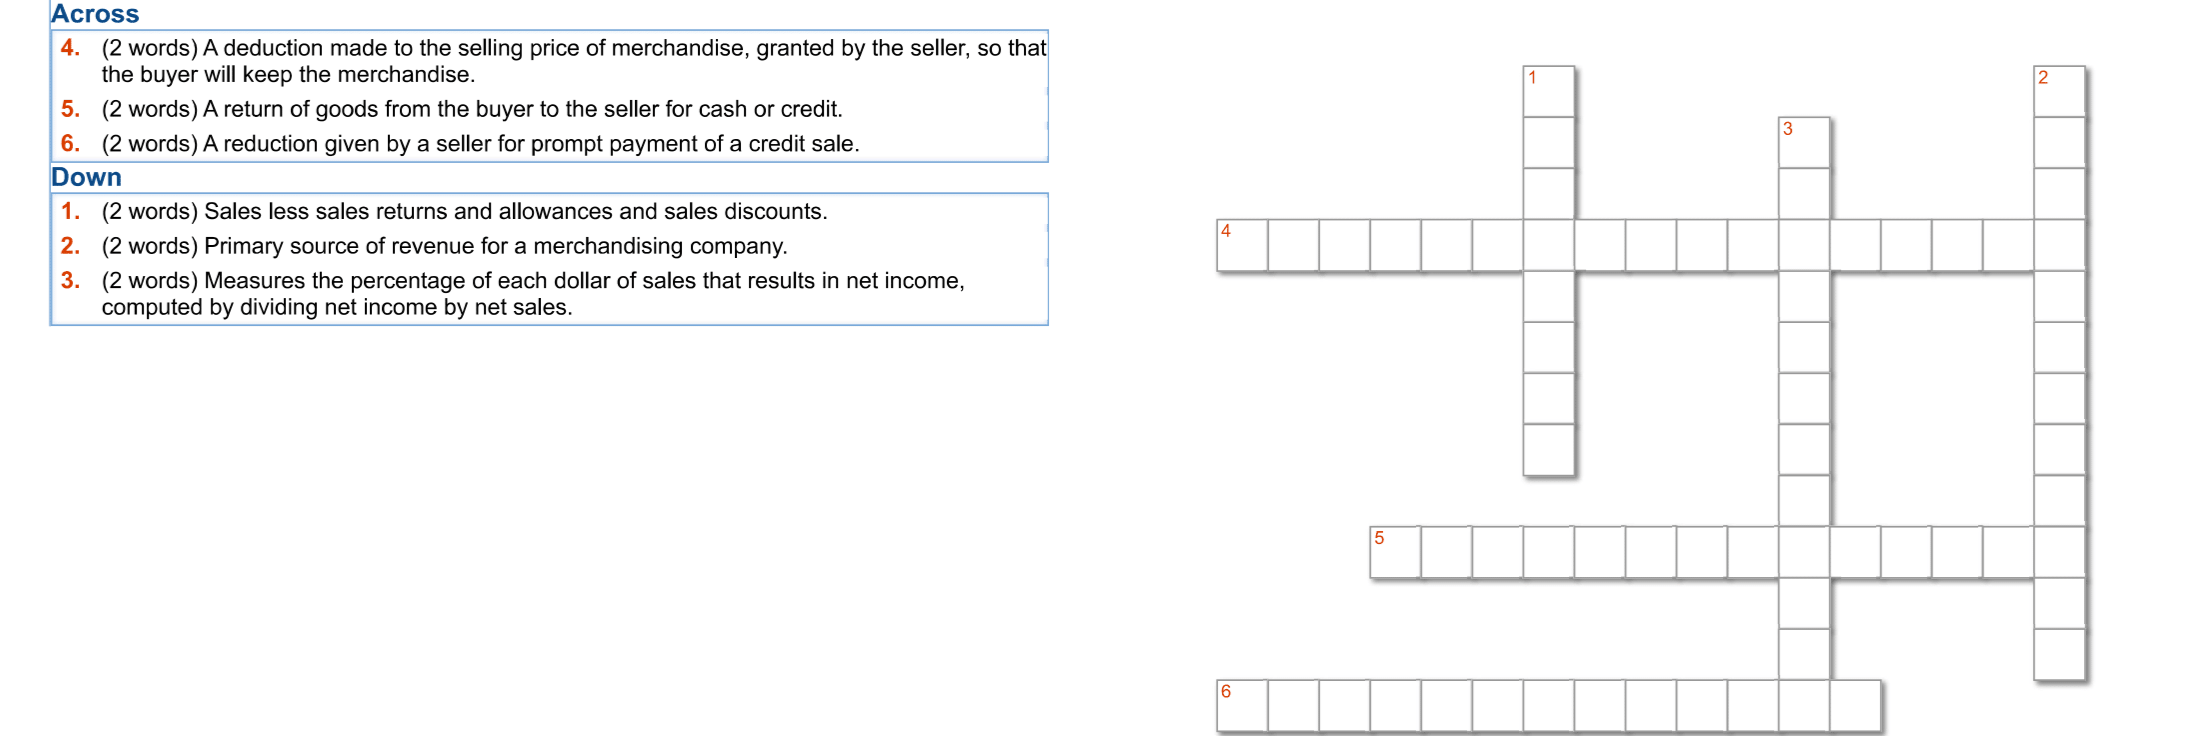 Across
4. (2 words) A deduction made to the selling price of merchandise, granted by the seller, so that
the buyer will keep the merchandise.
5. (2 words) A return of goods from the buyer to the seller for cash or credit.
6. (2 words) A reduction given by a seller for prompt payment of a credit sale.
Down
1. (2 words) Sales less sales returns and allowances and sales discounts.
2. (2 words) Primary source of revenue for a merchandising company.
3. (2 words) Measures the percentage of each dollar of sales that results in net income,
computed by dividing net income by net sales.
1
2
3
4
5
6